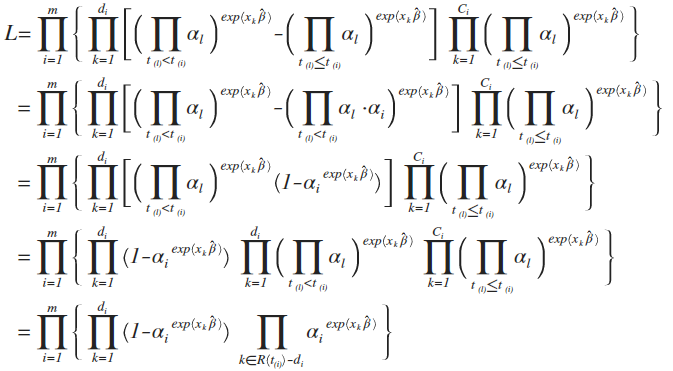 L= ∏_{i=1}^{m} { ∏_{k=1}^{d_i} [ ( ∏_{t_{(l)}<t_{(i)}} α_l )^{exp(x_k β̂)} - ( ∏_{t_{(l)}≤t_{(i)}} α_l )^{exp(x_k β̂)} ] ∏_{k=1}^{C_i} ( ∏_{t_{(l)}≤t_{(i)}} α_l )^{exp(x_k β̂)} }
= ∏_{i=1}^{m} { ∏_{k=1}^{d_i} [ ( ∏_{t_{(l)}<t_{(i)}} α_l )^{exp(x_k β̂)} - ( ∏_{t_{(l)}<t_{(i)}} α_l ·α_i )^{exp(x_k β̂)} ] ∏_{k=1}^{C_i} ( ∏_{t_{(l)}≤t_{(i)}} α_l )^{exp(x_k β̂)} }
= ∏_{i=1}^{m} { ∏_{k=1}^{d_i} [ ( ∏_{t_{(l)}<t_{(i)}} α_l )^{exp(x_k β̂)} (1-α_i^{exp(x_k β̂)}) ] ∏_{k=1}^{C_i} ( ∏_{t_{(l)}≤t_{(i)}} α_l )^{exp(x_k β̂)} }
= ∏_{i=1}^{m} { ∏_{k=1}^{d_i} (1-α_i^{exp(x_k β̂)}) ∏_{k=1}^{d_i} ( ∏_{t_{(l)}<t_{(i)}} α_l )^{exp(x_k β̂)} ∏_{k=1}^{C_i} ( ∏_{t_{(l)}≤t_{(i)}} α_l )^{exp(x_k β̂)} }
= ∏_{i=1}^{m} { ∏_{k=1}^{d_i} (1-α_i^{exp(x_k β̂)}) ∏_{k∈R(t_{(i)})-d_i} α_i^{exp(x_k β̂)} }